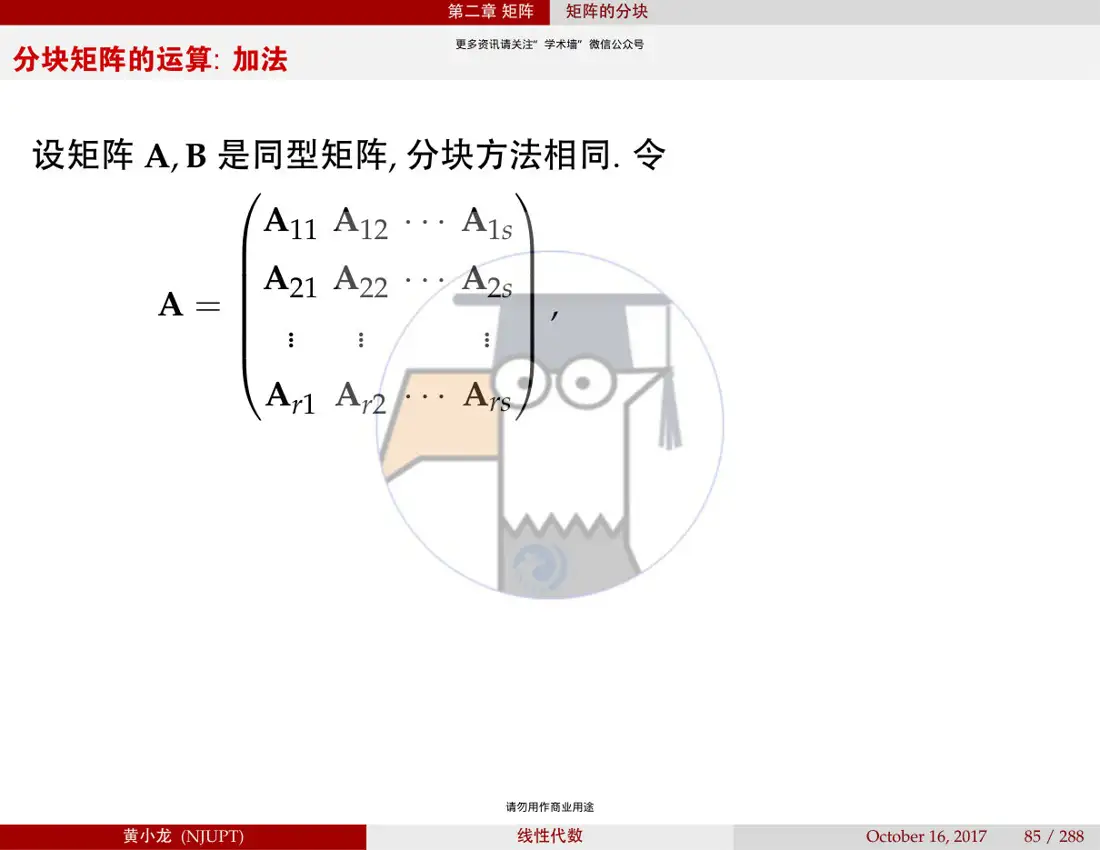 第二章 矩阵 矩阵的分块
更多资讯请关注“学术墙”微信公众号
分块矩阵的运算: 加法
设矩阵 A, B 是同型矩阵, 分块方法相同. 令
A11 A12 ⋯ A1s
A21 A22 ⋯ A2s
A =
⋮ ⋮ ⋮
,
Ar1 Ar2 ⋯ Ars
请勿用作商业用途
黄小龙 (NJUPT) 线性代数 October 16, 2017 85 / 288